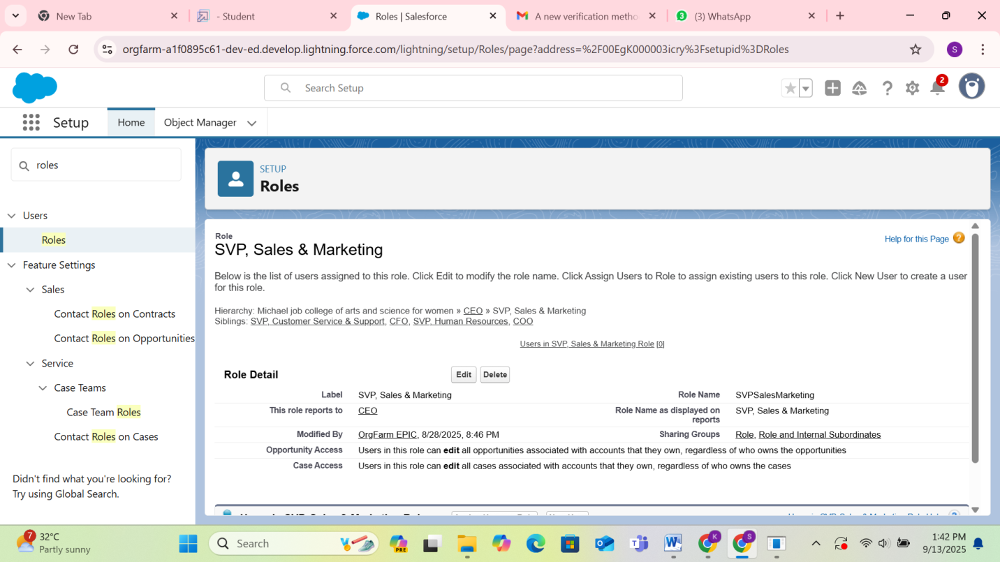 New Tab
- Student
Roles | Salesforce
A new verification metho
3
(3) WhatsApp
orgfarm-a1f0895c61-dev-ed.develop.lightning.force.com/lightning/setup/Roles/page?address=%2F00EgK000003icry%3Fsetupid%3DRoles
S
Search Setup
2
Setup
Home
Object Manager
roles
Users
Roles
Feature Settings
Sales
Contact Roles on Contracts
Contact Roles on Opportunities
Service
Case Teams
Case Team Roles
Contact Roles on Cases
Didn't find what you're looking for?
Try using Global Search.
SETUP
Roles
Role
SVP, Sales & Marketing
Help for this Page ?
Below is the list of users assigned to this role. Click Edit to modify the role name. Click Assign Users to Role to assign existing users to this role. Click New User to create a user
for this role.
Hierarchy: Michael job college of arts and science for women » CEO » SVP, Sales & Marketing
Siblings: SVP, Customer Service & Support, CFO, SVP, Human Resources, COO
Users in SVP, Sales & Marketing Role [0]
Role Detail Edit Delete
Label SVP, Sales & Marketing Role Name SVPSalesMarketing
This role reports to CEO Role Name as displayed on reports SVP, Sales & Marketing
Modified By OrgFarm EPIC, 8/28/2025, 8:46 PM Sharing Groups Role, Role and Internal Subordinates
Opportunity Access Users in this role can edit all opportunities associated with accounts that they own, regardless of who owns the opportunities
Case Access Users in this role can edit all cases associated with accounts that they own, regardless of who owns the cases
7
32°C
Partly sunny
Search
PRE
K
S
1:42 PM
9/13/2025